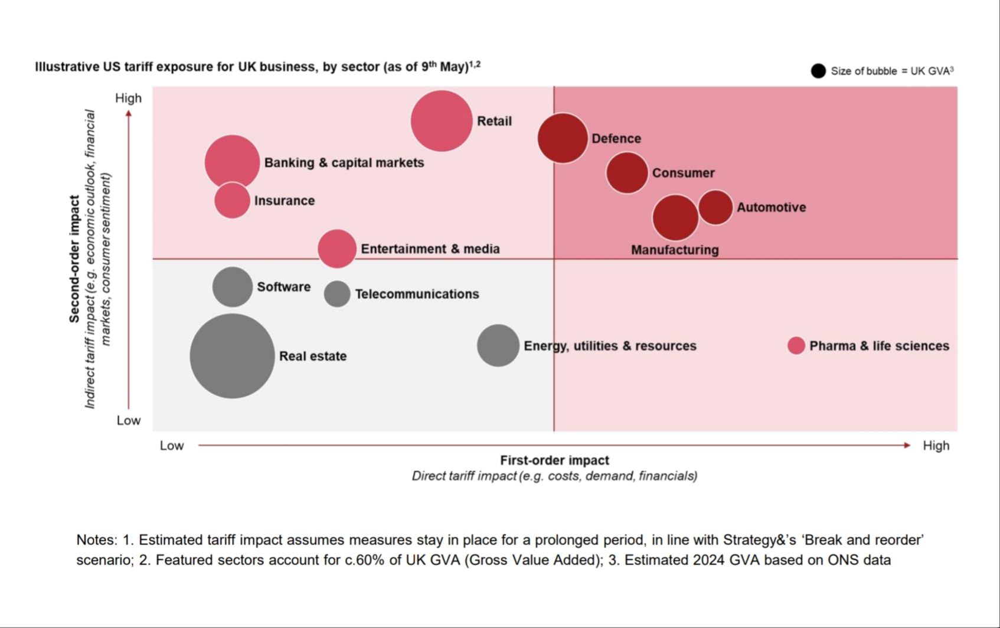 Illustrative US tariff exposure for UK business, by sector (as of 9th May)1,2
Size of bubble = UK GVA3
High
Second-order impact
Indirect tariff impact (e.g. economic outlook, financial
markets, consumer sentiment)
Low
Retail
Defence
Banking & capital markets
Consumer
Insurance
Automotive
Entertainment & media
Manufacturing
Software
Telecommunications
Energy, utilities & resources
Pharma & life sciences
Real estate
Low
High
First-order impact
Direct tariff impact (e.g. costs, demand, financials)
Notes: 1. Estimated tariff impact assumes measures stay in place for a prolonged period, in line with Strategy&’s ‘Break and reorder’
scenario; 2. Featured sectors account for c.60% of UK GVA (Gross Value Added); 3. Estimated 2024 GVA based on ONS data